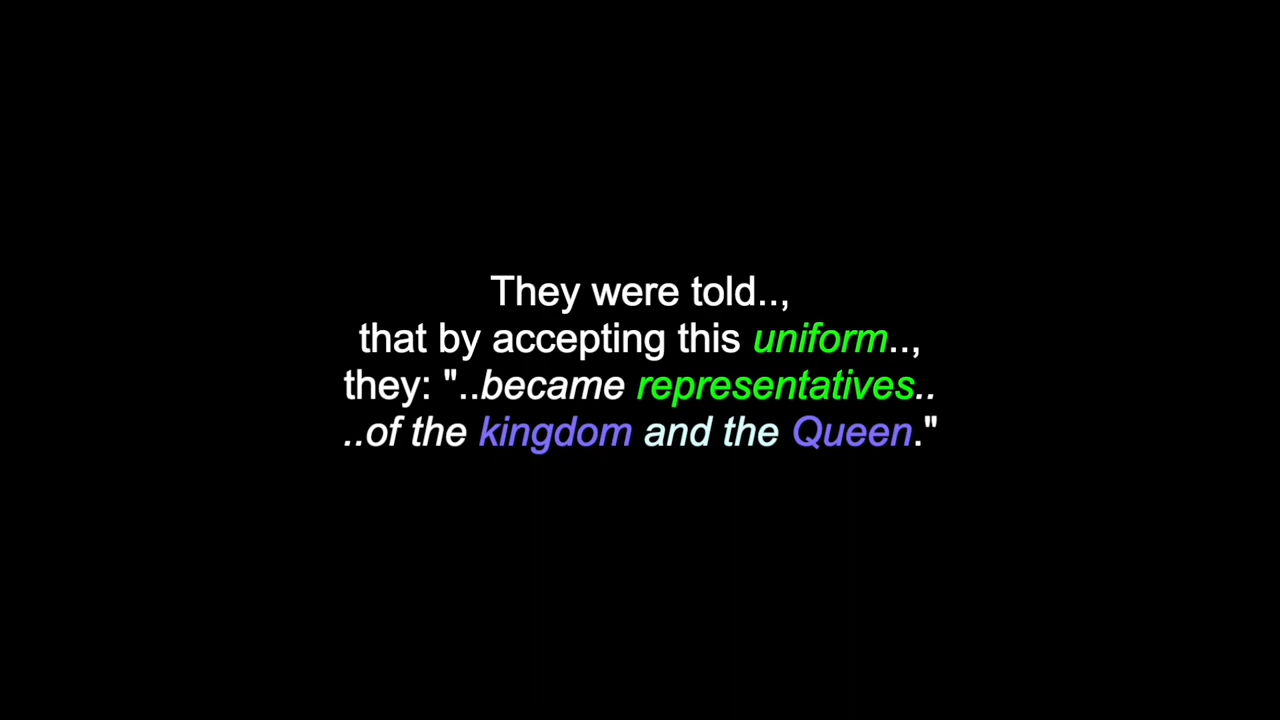 They were told..,
that by accepting this uniform..,
they: "..became representatives..
..of the kingdom and the Queen."